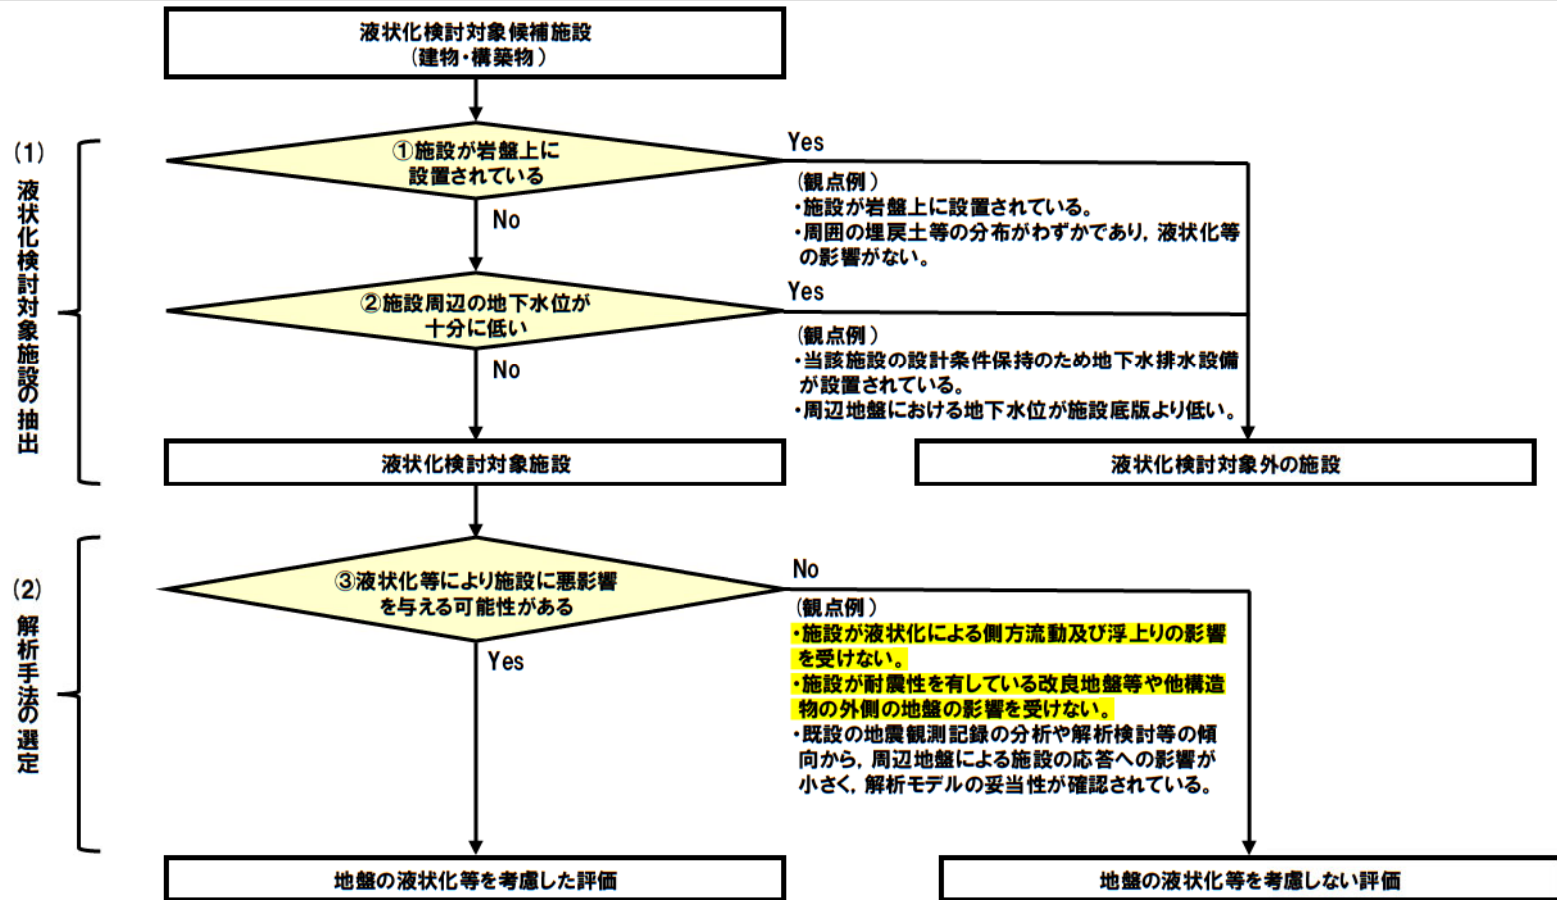 液状化検討対象候補施設
(建物・構築物)
(1)
液状化検討対象施設の抽出
①施設が岩盤上に
設置されている
Yes
(観点例)
・施設が岩盤上に設置されている。
・周囲の埋戻土等の分布がわずかであり，液状化等
の影響がない。
No
②施設周辺の地下水位が
十分に低い
Yes
(観点例)
・当該施設の設計条件保持のため地下水排水設備
が設置されている。
・周辺地盤における地下水位が施設底版より低い。
No
液状化検討対象施設
液状化検討対象外の施設
(2)
解析手法の選定
③液状化等により施設に悪影響
を与える可能性がある
No
(観点例)
・施設が液状化による側方流動及び浮上りの影響
を受けない。
・施設が耐震性を有している改良地盤等や他構造
物の外側の地盤の影響を受けない。
・既設の地震観測記録の分析や解析検討等の傾
向から，周辺地盤による施設の応答への影響が
小さく，解析モデルの妥当性が確認されている。
Yes
地盤の液状化等を考慮した評価
地盤の液状化等を考慮しない評価